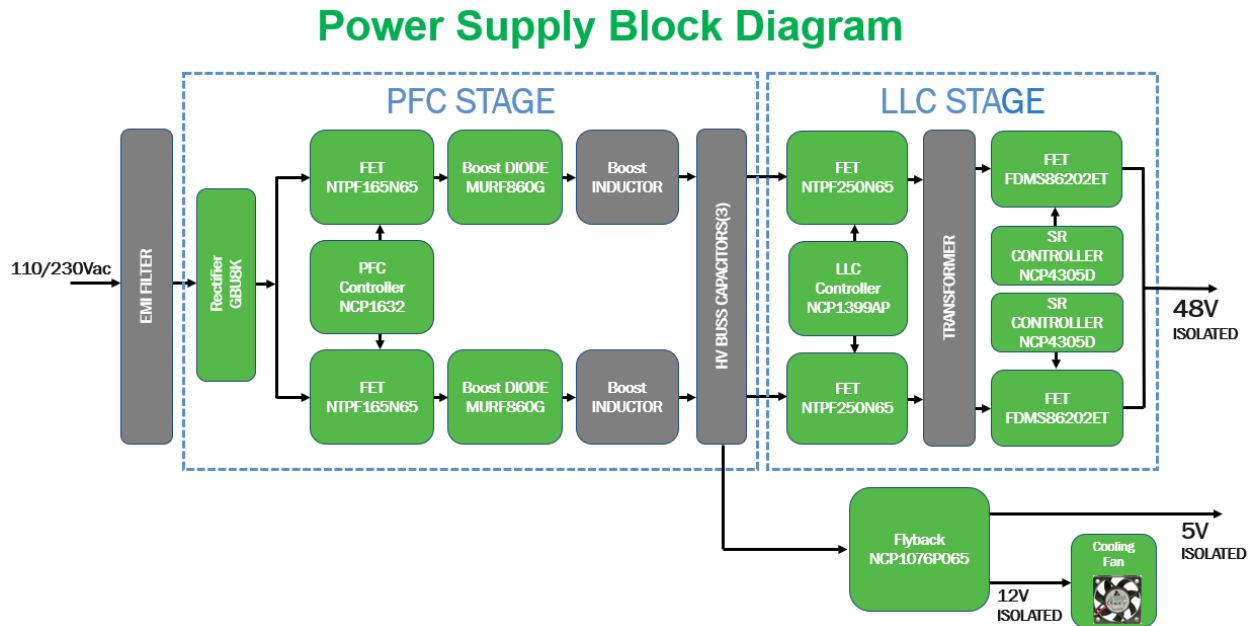 Power Supply Block Diagram
PFC STAGE
LLC STAGE
110/230Vac
EMI FILTER
Rectifier
GBU8K
FET
NTPF165N65
Boost DIODE
MURF860G
Boost
INDUCTOR
PFC
Controller
NCP1632
FET
NTPF165N65
Boost DIODE
MURF860G
Boost
INDUCTOR
HV BUSS CAPACITORS(3)
FET
NTPF250N65
LLC
Controller
NCP1399AP
FET
NTPF250N65
TRANSFORMER
FET
FDMS86202ET
SR
CONTROLLER
NCP4305D
SR
CONTROLLER
NCP4305D
FET
FDMS86202ET
48V
ISOLATED
Flyback
NCP1076P065
5V
ISOLATED
12V
ISOLATED
Cooling
Fan